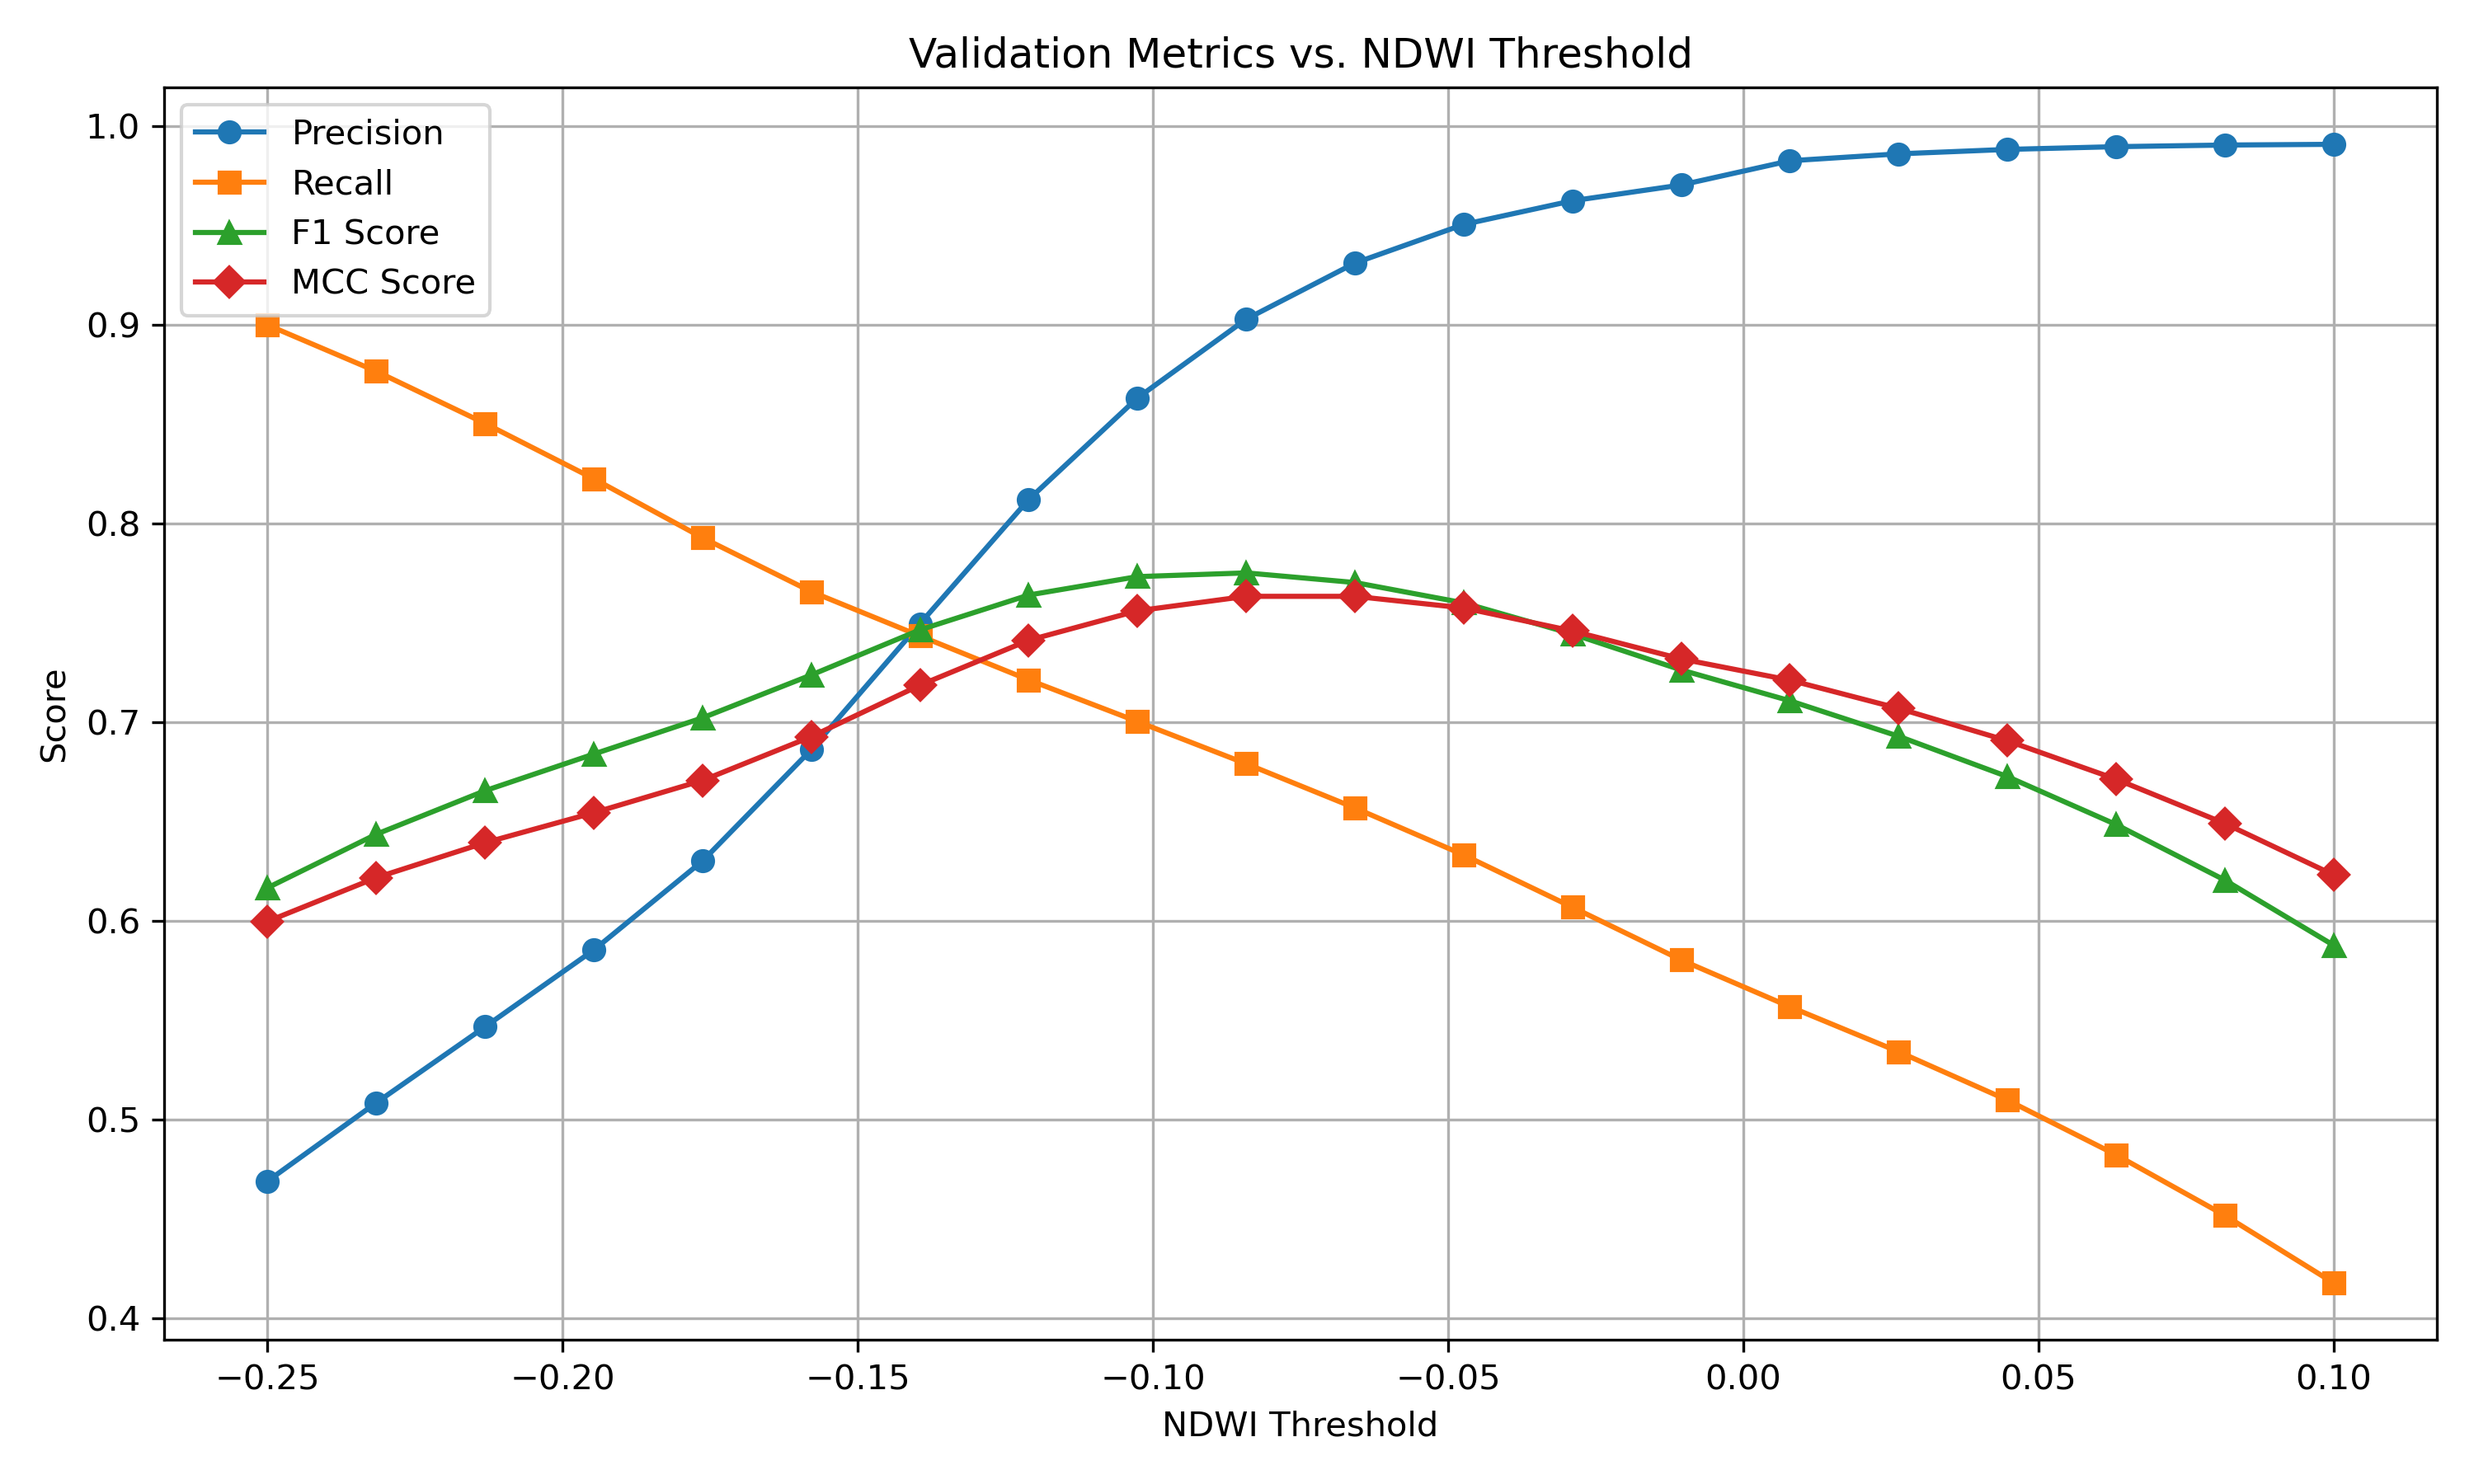 Validation Metrics vs. NDWI Threshold
Precision
Recall
F1 Score
MCC Score
1.0
0.9
0.8
0.7
0.6
0.5
0.4
Score
−0.25 −0.20 −0.15 −0.10 −0.05 0.00 0.05 0.10
NDWI Threshold